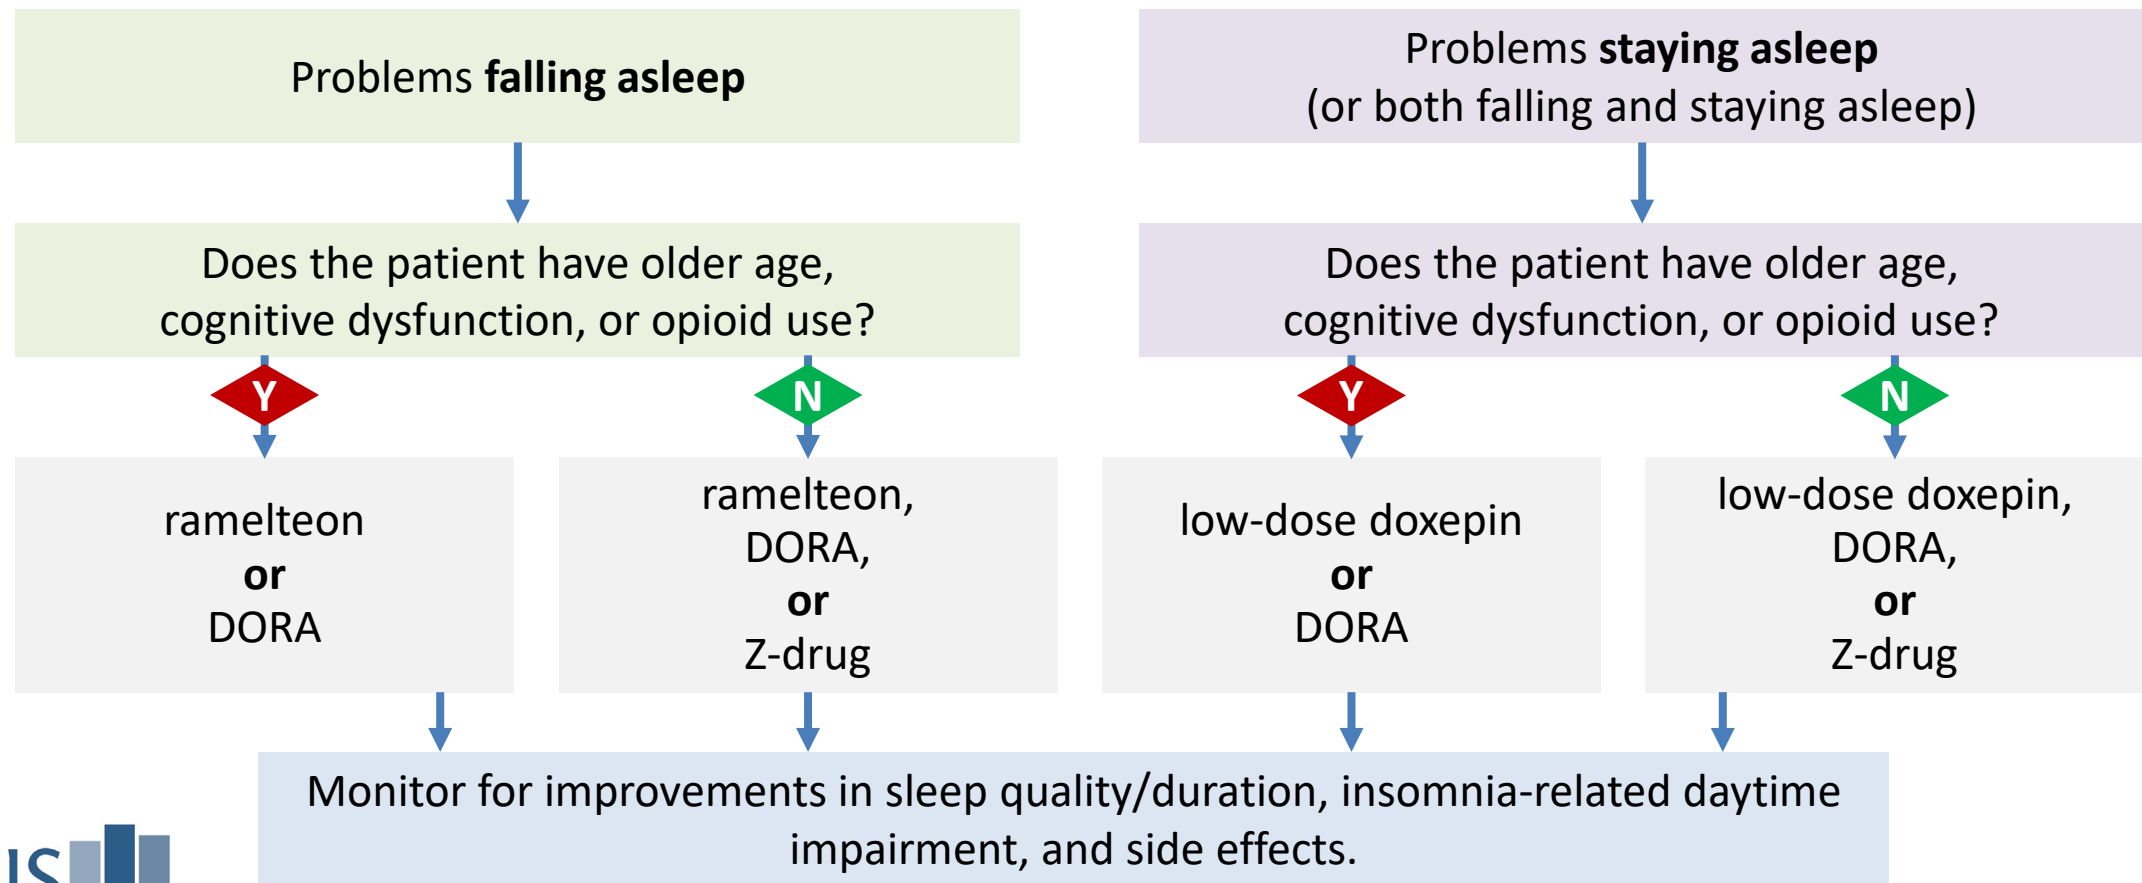 Problems falling asleep
Problems staying asleep
(or both falling and staying asleep)
Does the patient have older age,
cognitive dysfunction, or opioid use?
Does the patient have older age,
cognitive dysfunction, or opioid use?
Y
N
Y
N
ramelteon
or
DORA
ramelteon,
DORA,
or
Z-drug
low-dose doxepin
or
DORA
low-dose doxepin,
DORA,
or
Z-drug
Monitor for improvements in sleep quality/duration, insomnia-related daytime
impairment, and side effects.